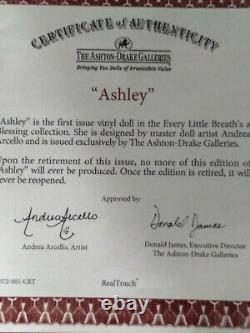 CERTIFICATE OF AUTHENTICITY
THE ASHTON-DRAKE GALLERIES
Bringing You Dolls of Irresistible Value
"Ashley"
Ashley" is the first issue vinyl doll in the Every Little Breath's a
Blessing collection. She is designed by master doll artist Andrea
Arcello and is issued exclusively by The Ashton-Drake Galleries.
Upon the retirement of this issue, no more of this edition of
Ashley" will ever be produced. Once the edition is retired, it will
ever be reopened.
Approved by:
Andrea Arcello
Donald James
Andrea Arcello, Artist
Donald James, Executive Director
The Ashton-Drake Galleries
372-001-CRT
RealTouch